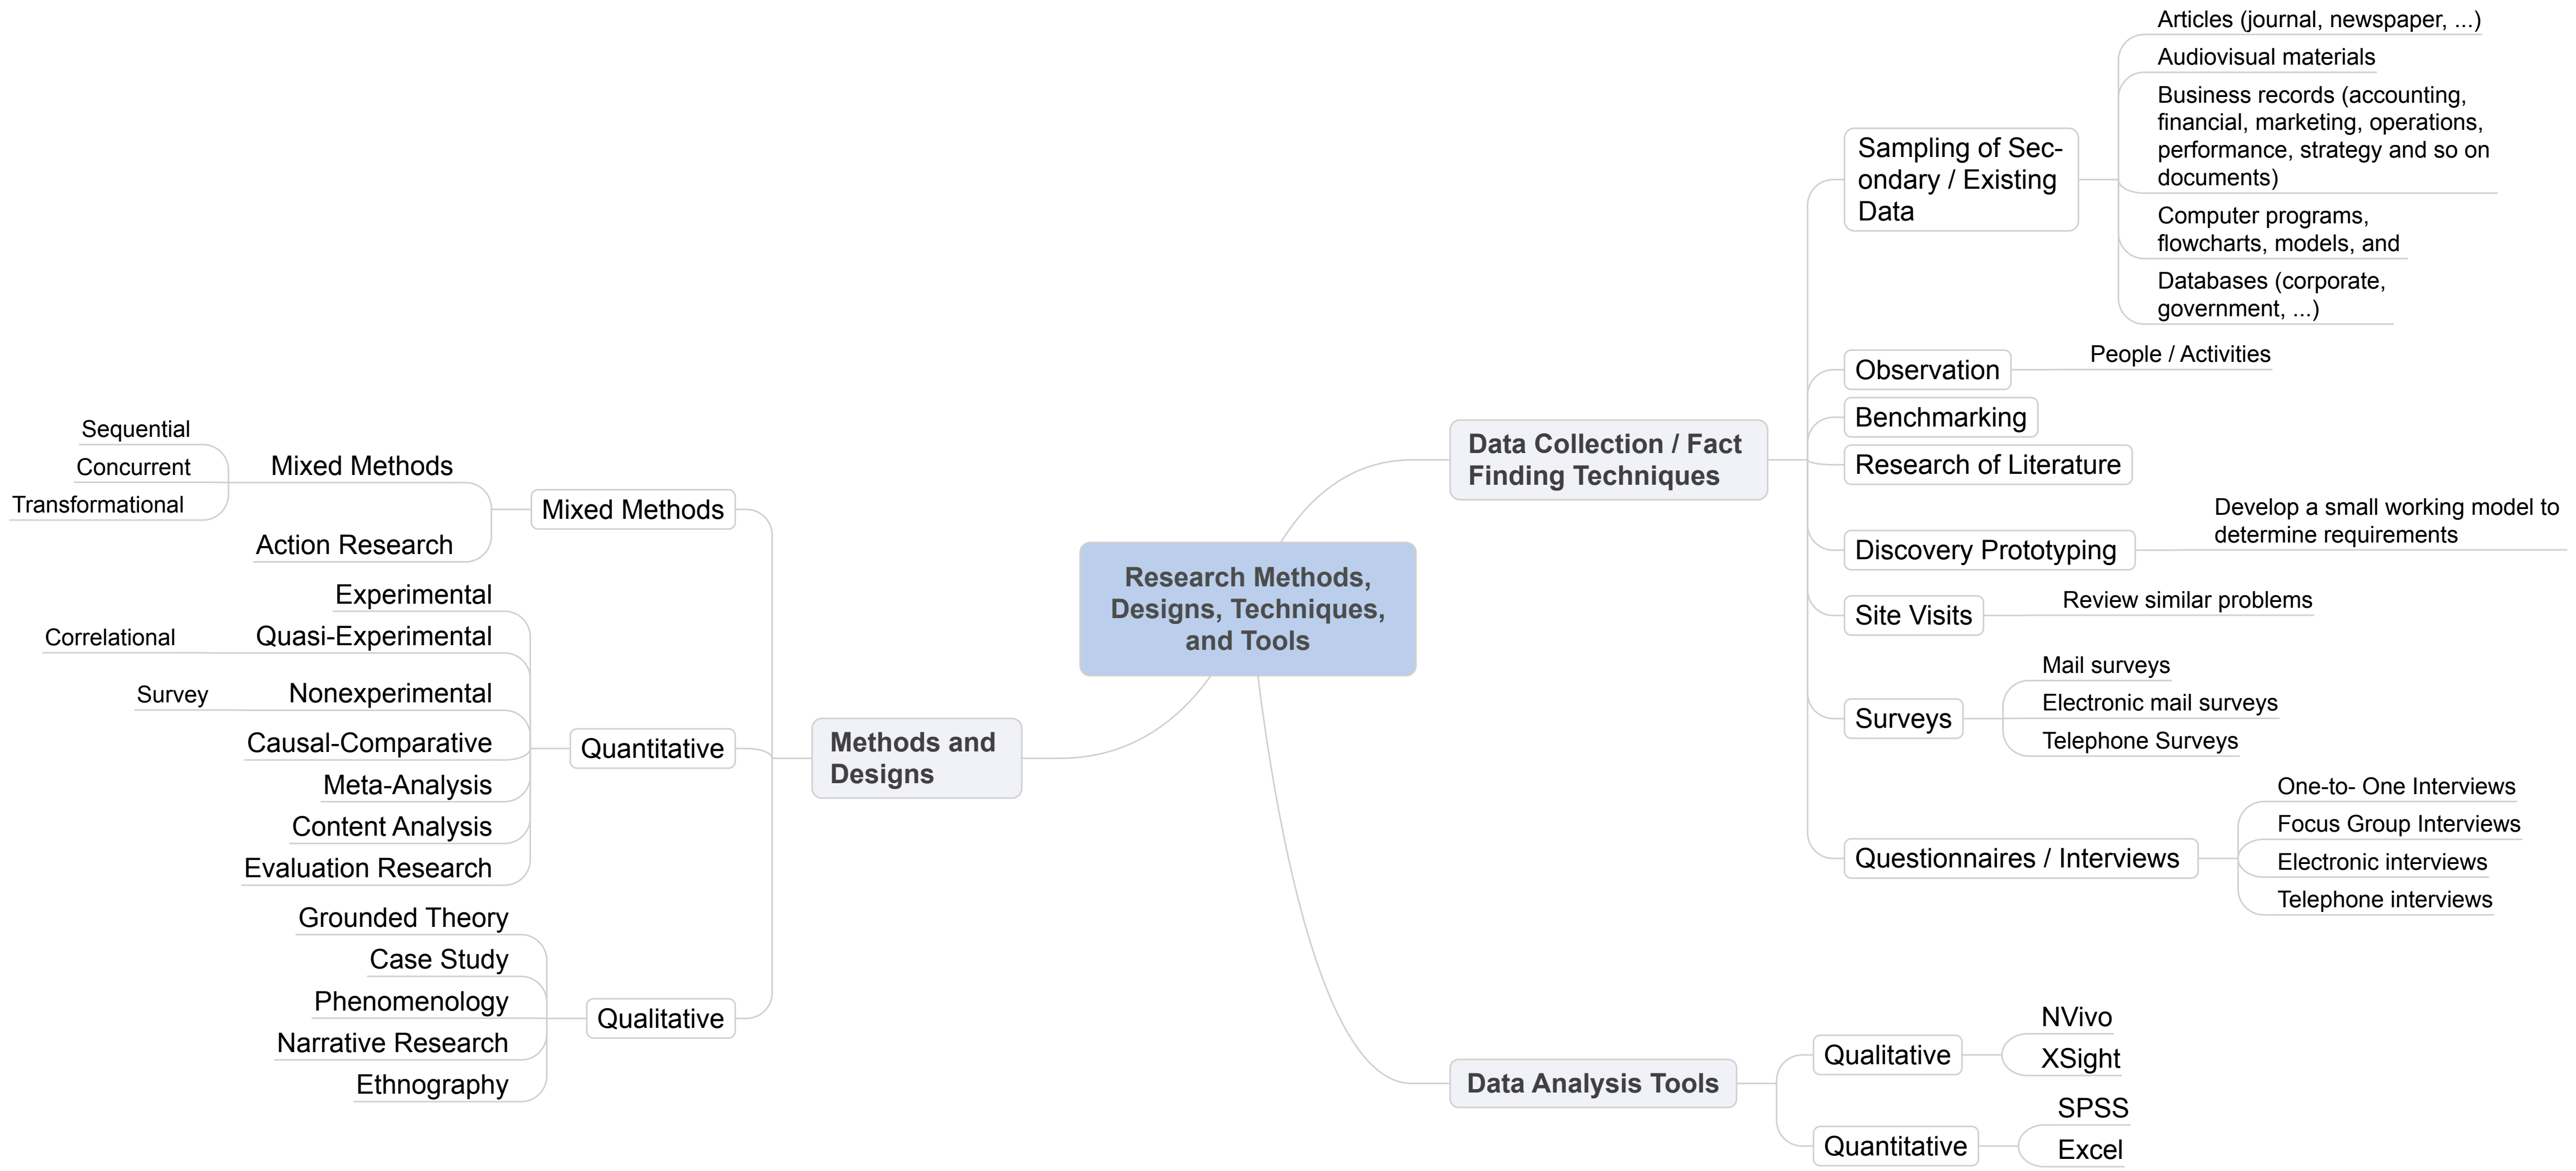 Research Methods,
Designs, Techniques,
and Tools
Data Collection / Fact
Finding Techniques
Sampling of Sec-
ondary / Existing
Data
Articles (journal, newspaper, ...)
Audiovisual materials
Business records (accounting,
financial, marketing, operations,
performance, strategy and so on
documents)
Computer programs,
flowcharts, models, and
Databases (corporate,
government, ...)
Observation
People / Activities
Benchmarking
Research of Literature
Discovery Prototyping
Develop a small working model to
determine requirements
Site Visits
Review similar problems
Surveys
Mail surveys
Electronic mail surveys
Telephone Surveys
Questionnaires / Interviews
One-to- One Interviews
Focus Group Interviews
Electronic interviews
Telephone interviews
Data Analysis Tools
Qualitative
NVivo
XSight
Quantitative
SPSS
Excel
Methods and
Designs
Mixed Methods
Mixed Methods
Sequential
Concurrent
Transformational
Action Research
Quantitative
Experimental
Quasi-Experimental
Correlational
Nonexperimental
Survey
Causal-Comparative
Meta-Analysis
Content Analysis
Evaluation Research
Qualitative
Grounded Theory
Case Study
Phenomenology
Narrative Research
Ethnography